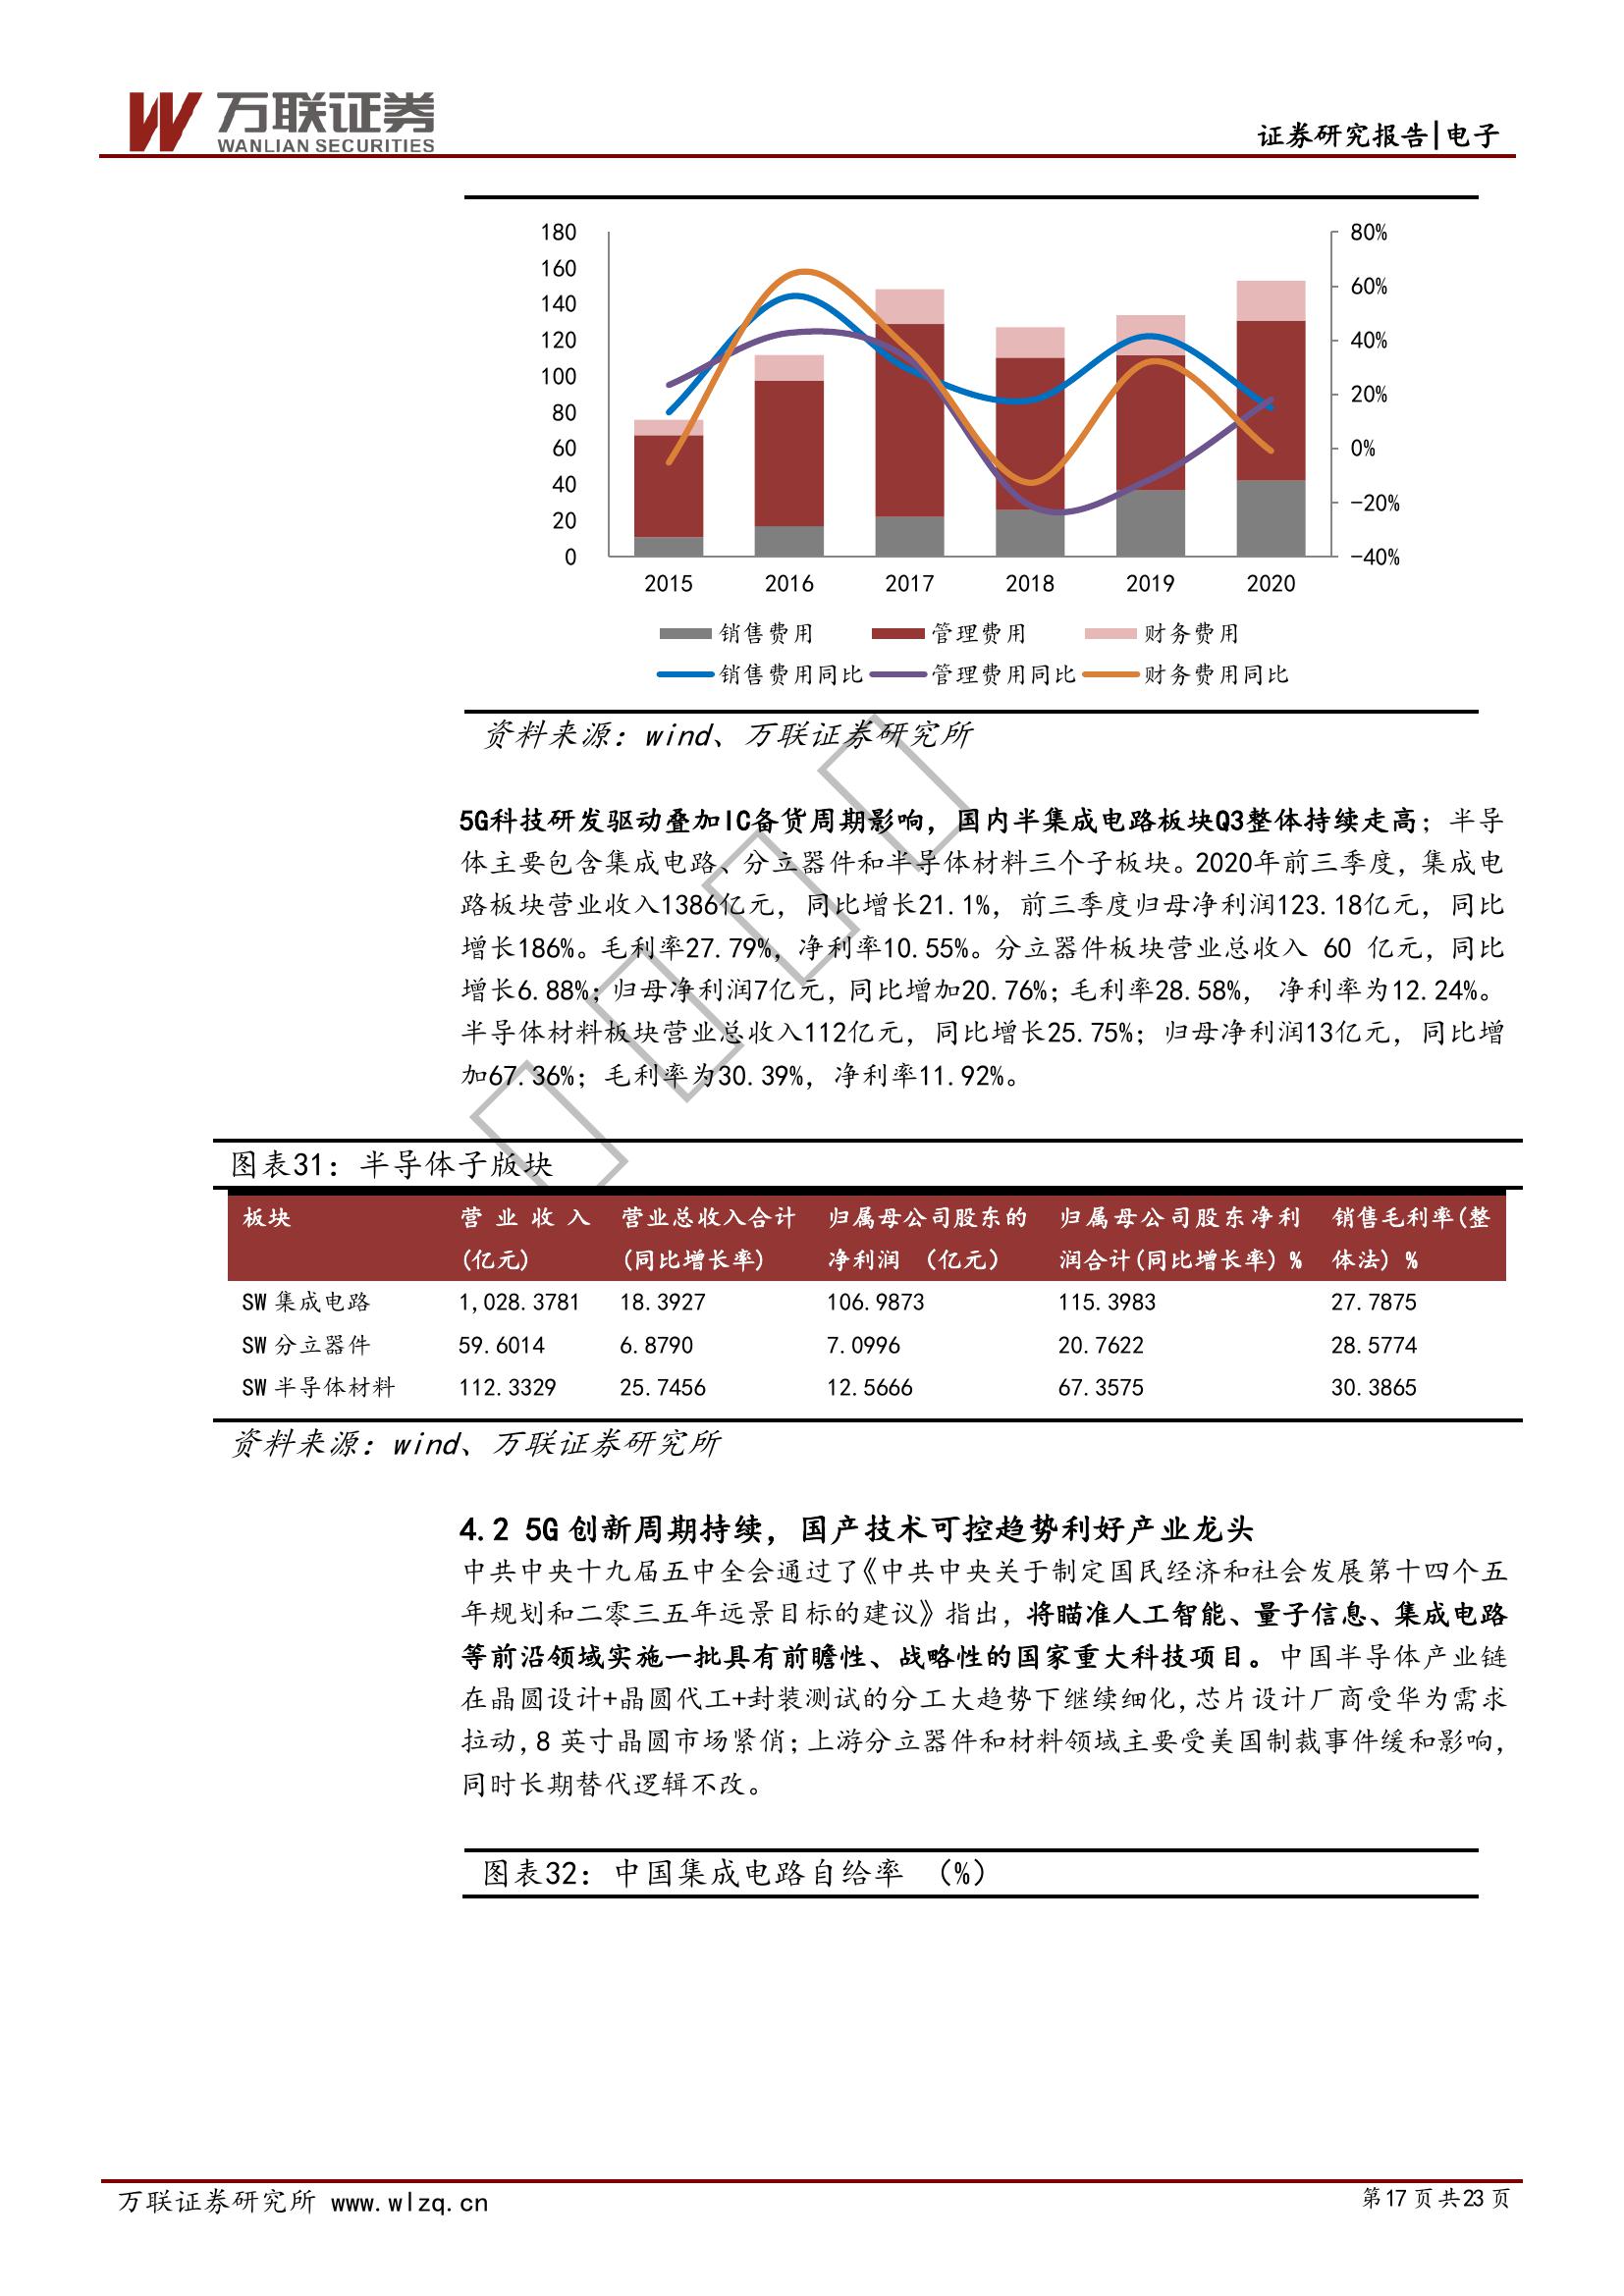 万联证券
WANLIAN SECURITIES
证券研究报告|电子
180
160
140
120
100
80
60
40
20
0
80%
60%
40%
20%
0%
-20%
-40%
2015 2016 2017 2018 2019 2020
销售费用 管理费用 财务费用
销售费用同比 管理费用同比 财务费用同比
资料来源：wind、万联证券研究所
5G科技研发驱动叠加IC备货周期影响，国内半集成电路板块Q3整体持续走高；半导
体主要包含集成电路、分立器件和半导体材料三个子板块。2020年前三季度，集成电
路板块营业收入1386亿元，同比增长21.1%，前三季度归母净利润123.18亿元，同比
增长186%。毛利率27.79%，净利率10.55%。分立器件板块营业总收入 60 亿元，同比
增长6.88%；归母净利润7亿元，同比增加20.76%；毛利率28.58%， 净利率为12.24%。
半导体材料板块营业总收入112亿元，同比增长25.75%；归母净利润13亿元，同比增
加67.36%；毛利率为30.39%，净利率11.92%。
图表31：半导体子版块
板块 营业收入 营业总收入合计 归属母公司股东的 归属母公司股东净利 销售毛利率(整
(亿元) (同比增长率) 净利润 （亿元） 润合计(同比增长率) % 体法) %
SW 集成电路 1,028.3781 18.3927 106.9873 115.3983 27.7875
SW 分立器件 59.6014 6.8790 7.0996 20.7622 28.5774
SW 半导体材料 112.3329 25.7456 12.5666 67.3575 30.3865
资料来源：wind、万联证券研究所
4.2 5G 创新周期持续，国产技术可控趋势利好产业龙头
中共中央十九届五中全会通过了《中共中央关于制定国民经济和社会发展第十四个五
年规划和二零三五年远景目标的建议》指出，将瞄准人工智能、量子信息、集成电路
等前沿领域实施一批具有前瞻性、战略性的国家重大科技项目。中国半导体产业链
在晶圆设计+晶圆代工+封装测试的分工大趋势下继续细化，芯片设计厂商受华为需求
拉动，8 英寸晶圆市场紧俏；上游分立器件和材料领域主要受美国制裁事件缓和影响，
同时长期替代逻辑不改。
图表32：中国集成电路自给率 （%）
万联证券研究所 www.wlzq.cn
第17 页 共23 页